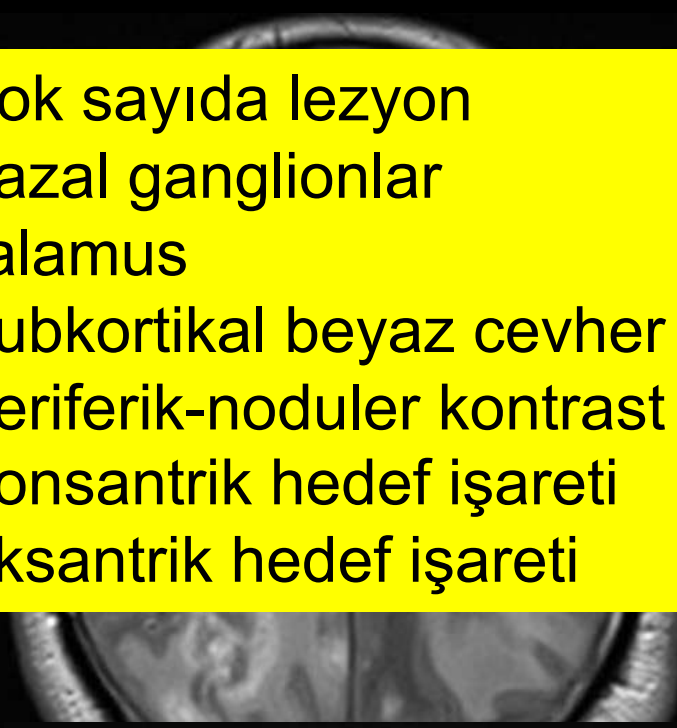 ok sayıda lezyon
azal ganglionlar
alamus
ubkortikal beyaz cevher
eriferik-noduler kontrast
onsantrik hedef işareti
ksantrik hedef işareti